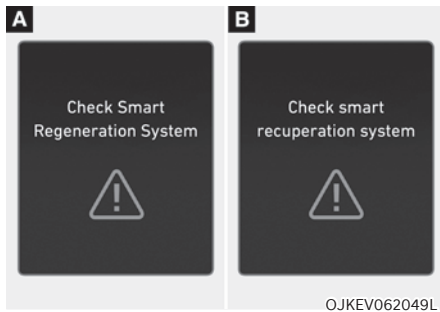 A
Check Smart
Regeneration System
B
Check smart
recuperation system
OJKEV062049L